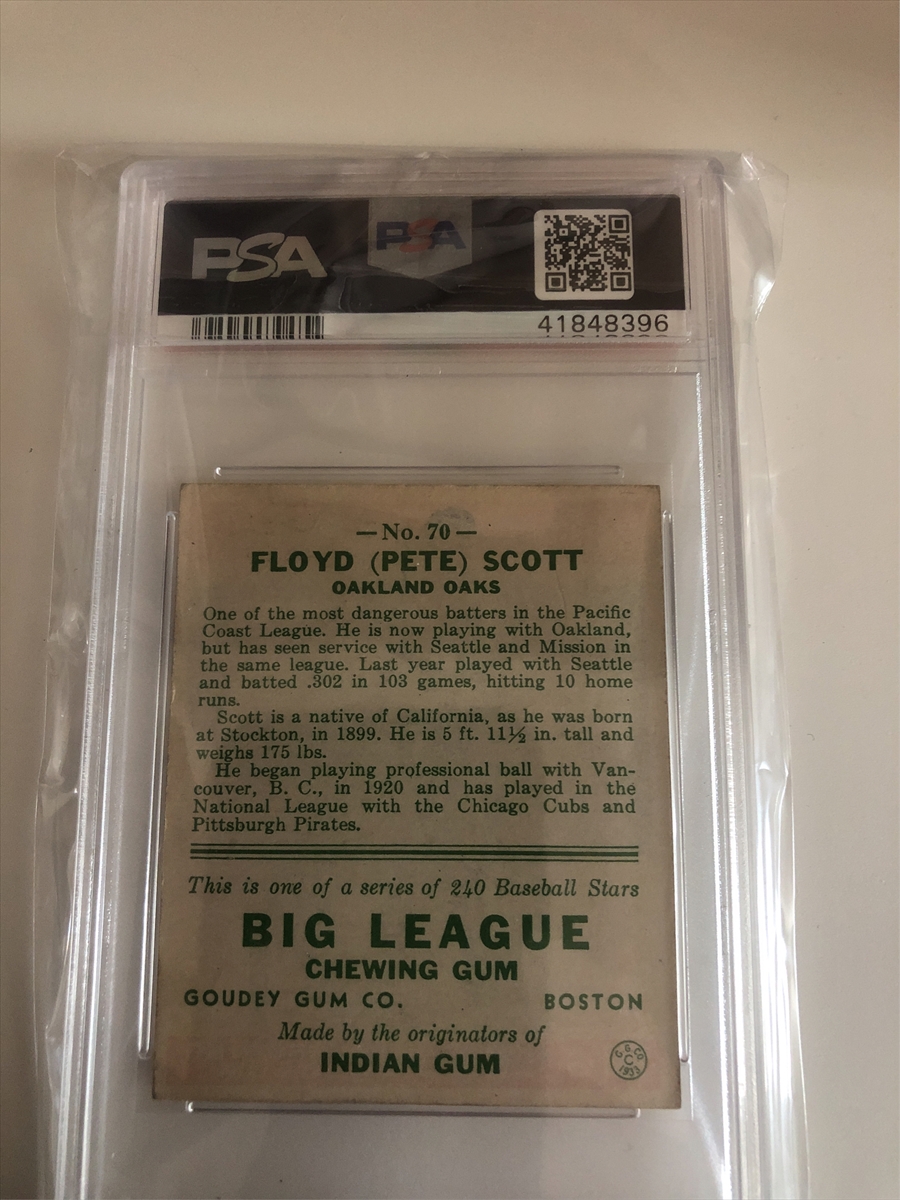 PSA PSA
41848396
— No. 70 —
FLOYD (PETE) SCOTT
OAKLAND OAKS
One of the most dangerous batters in the Pacific
Coast League. He is now playing with Oakland,
but has seen service with Seattle and Mission in
the same league. Last year played with Seattle
and batted .302 in 103 games, hitting 10 home
runs.
Scott is a native of California, as he was born
at Stockton, in 1899. He is 5 ft. 11½ in. tall and
weighs 175 lbs.
He began playing professional ball with Van-
couver, B. C., in 1920 and has played in the
National League with the Chicago Cubs and
Pittsburgh Pirates.
This is one of a series of 240 Baseball Stars
BIG LEAGUE
CHEWING GUM
GOUDEY GUM CO. BOSTON
Made by the originators of
INDIAN GUM
G. G. CO.
C
1933